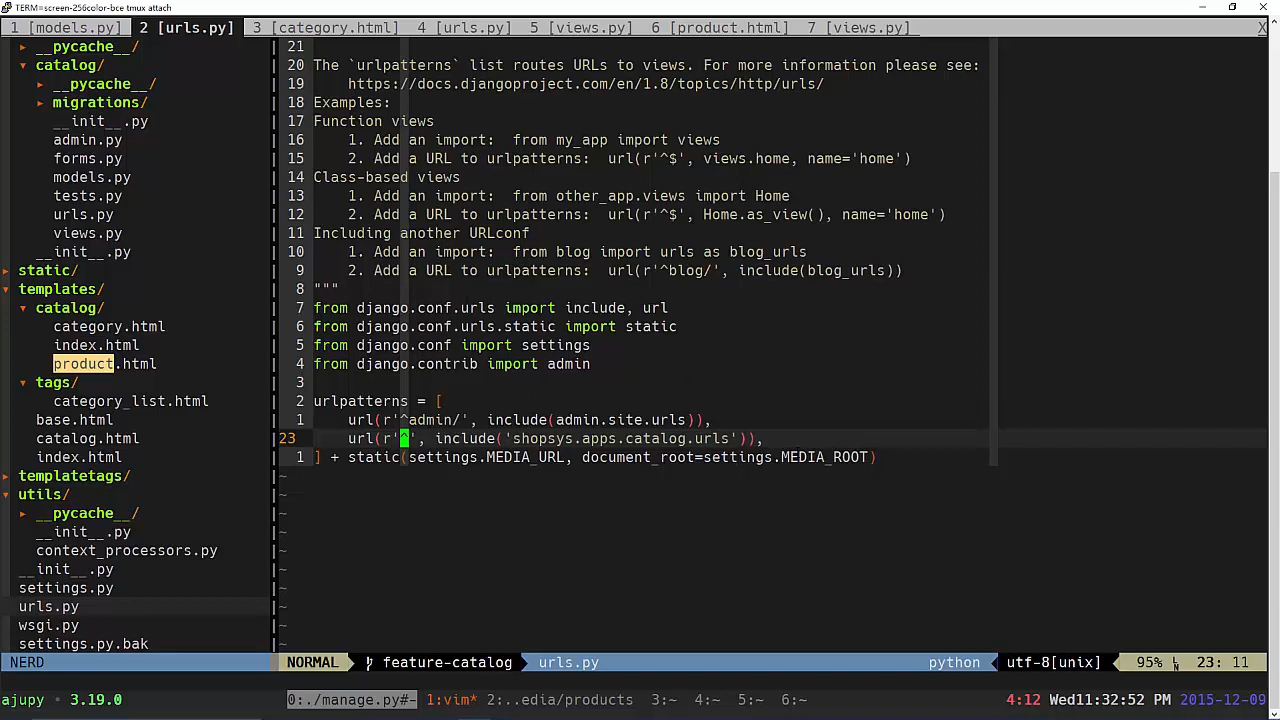 TERM=screen-256color-bce tmux attach
1 [models.py] 2 [urls.py] 3 [category.html] 4 [urls.py] 5 [views.py] 6 [product.html] 7 [views.py] X
▸ __pycache__/
▾ catalog/
▸ __pycache__/
▸ migrations/
__init__.py
admin.py
forms.py
models.py
tests.py
urls.py
views.py
__init__.py
▸ static/
▾ templates/
▾ catalog/
category.html
index.html
product.html
▾ tags/
category_list.html
base.html
catalog.html
index.html
▸ templatetags/
▾ utils/
▸ __pycache__/
__init__.py
context_processors.py
__init__.py
settings.py
urls.py
wsgi.py
settings.py.bak
21
20 The `urlpatterns` list routes URLs to views. For more information please see:
19     https://docs.djangoproject.com/en/1.8/topics/http/urls/
18 Examples:
17 Function views
16     1. Add an import:  from my_app import views
15     2. Add a URL to urlpatterns:  url(r'^$', views.home, name='home')
14 Class-based views
13     1. Add an import:  from other_app.views import Home
12     2. Add a URL to urlpatterns:  url(r'^$', Home.as_view(), name='home')
11 Including another URLconf
10     1. Add an import:  from blog import urls as blog_urls
9     2. Add a URL to urlpatterns:  url(r'^blog/', include(blog_urls))
8 """
7 from django.conf.urls import include, url
6 from django.conf.urls.static import static
5 from django.conf import settings
4 from django.contrib import admin
3
2 urlpatterns = [
1     url(r'^admin/', include(admin.site.urls)),
23     url(r'^', include('shopsys.apps.catalog.urls')),
1 ] + static(settings.MEDIA_URL, document_root=settings.MEDIA_ROOT)
~
~
~
~
~
~
~
~
~
~
NERD NORMAL feature-catalog urls.py python utf-8[unix] 95% LN 23: 11
ajupy • 3.19.0 0:./manage.py#- 1:vim* 2:..edia/products 3:~ 4:~ 5:~ 6:~ 4:12 Wed11:32:52 PM 2015-12-09